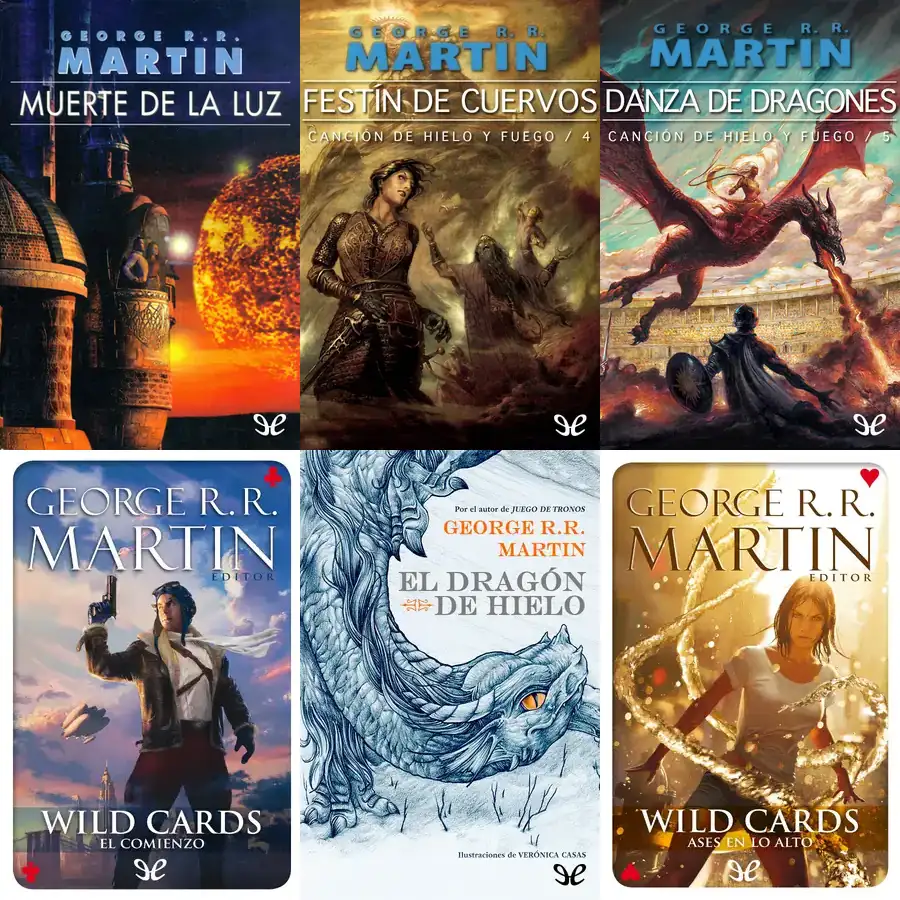 GEORGE R.R.
MARTIN
MUERTE DE LA LUZ
GEORGE R. R.
MARTIN
FESTÍN DE CUERVOS
CANCIÓN DE HIELO Y FUEGO / 4
GEORGE R. R.
MARTIN
DANZA DE DRAGONES
CANCIÓN DE HIELO Y FUEGO / 5
GEORGE R. R.
MARTIN
EDITOR
WILD CARDS
EL COMIENZO
Por el autor de JUEGO DE TRONOS
GEORGE R.R.
MARTIN
EL DRAGÓN
DE HIELO
Ilustraciones de VERÓNICA CASAS
GEORGE R. R.
MARTIN
EDITOR
WILD CARDS
ASES EN LO ALTO